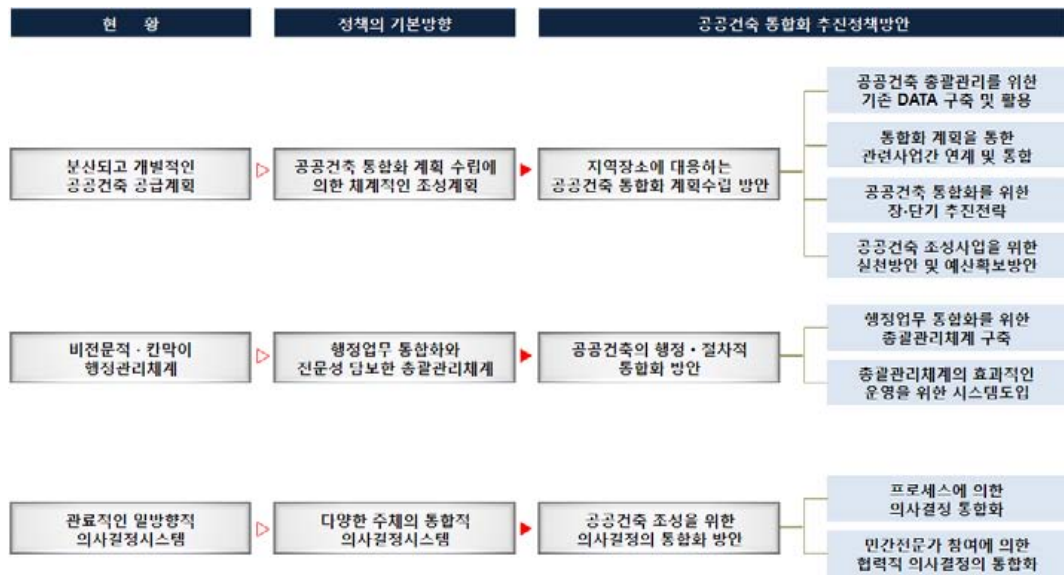 현 황
정책의 기본방향
공공건축 통합화 추진정책방안
분산되고 개별적인
공공건축 공급계획
공공건축 통합화 계획 수립에
의한 체계적인 조성계획
지역장소에 대응하는
공공건축 통합화 계획수립 방안
공공건축 총괄관리를 위한
기존 DATA 구축 및 활용
통합화 계획을 통한
관련사업간 연계 및 통합
공공건축 통합화를 위한
장·단기 추진전략
공공건축 조성사업을 위한
실천방안 및 예산확보방안
비전문적 · 칸막이
행정관리체계
행정업무 통합화와
전문성 담보한 총괄관리체계
공공건축의 행정·절차적
통합화 방안
행정업무 통합화를 위한
총괄관리체계 구축
총괄관리체계의 효과적인
운영을 위한 시스템도입
관료적인 일방향적
의사결정시스템
다양한 주체의 통합적
의사결정시스템
공공건축 조성을 위한
의사결정의 통합화 방안
프로세스에 의한
의사결정 통합화
민간전문가 참여에 의한
협력적 의사결정의 통합화